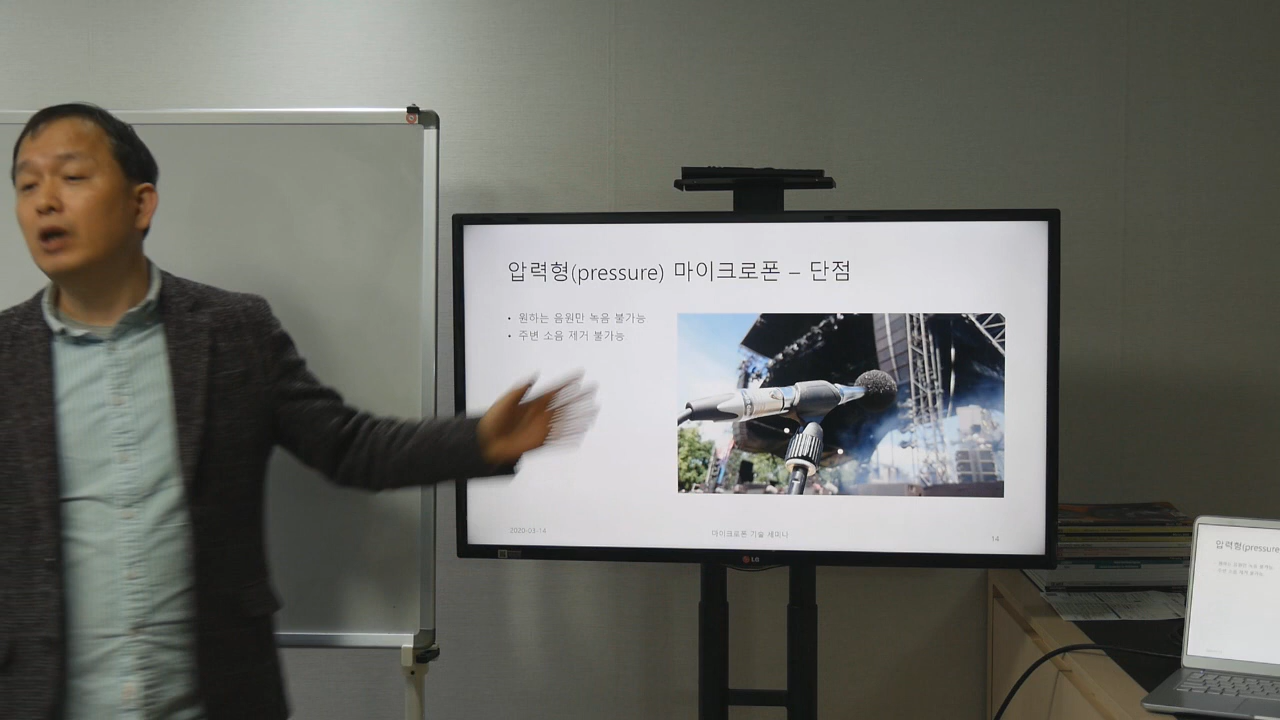 압력형(pressure) 마이크로폰 – 단점
• 원하는 음원만 녹음 불가능
• 주변 소음 제거 불가능
2020-03-14
마이크로폰 기술 세미나
14
LG
압력형(pressure